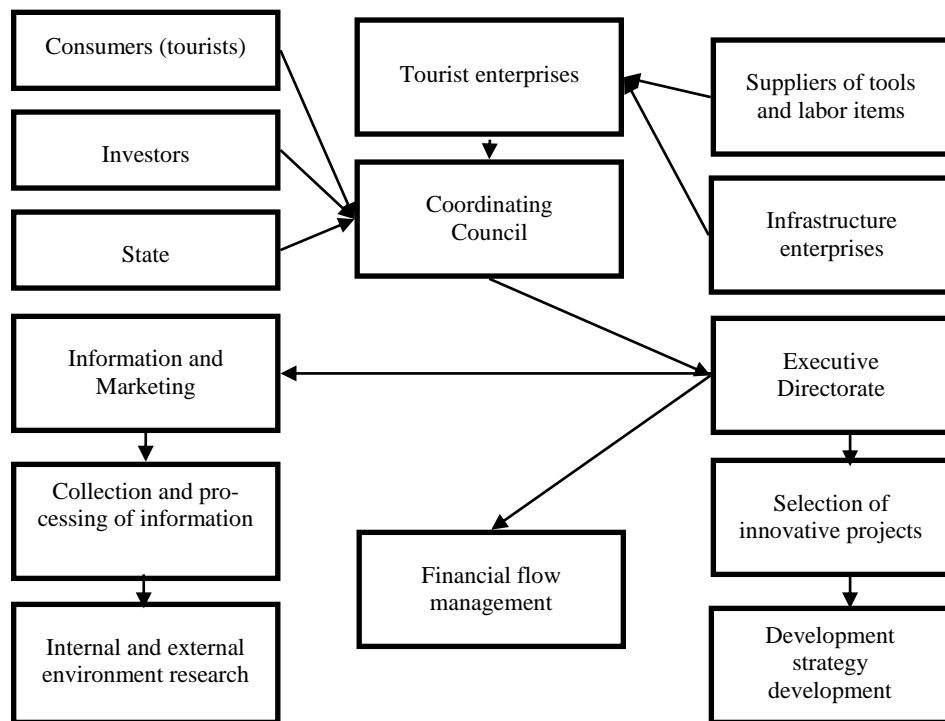 Consumers (tourists)
Tourist enterprises
Suppliers of tools
and labor items
Investors
Coordinating
Council
Infrastructure
enterprises
State
Information and
Marketing
Executive
Directorate
Collection and pro-
cessing of information
Selection of
innovative projects
Financial flow
management
Internal and external
environment research
Development
strategy
development